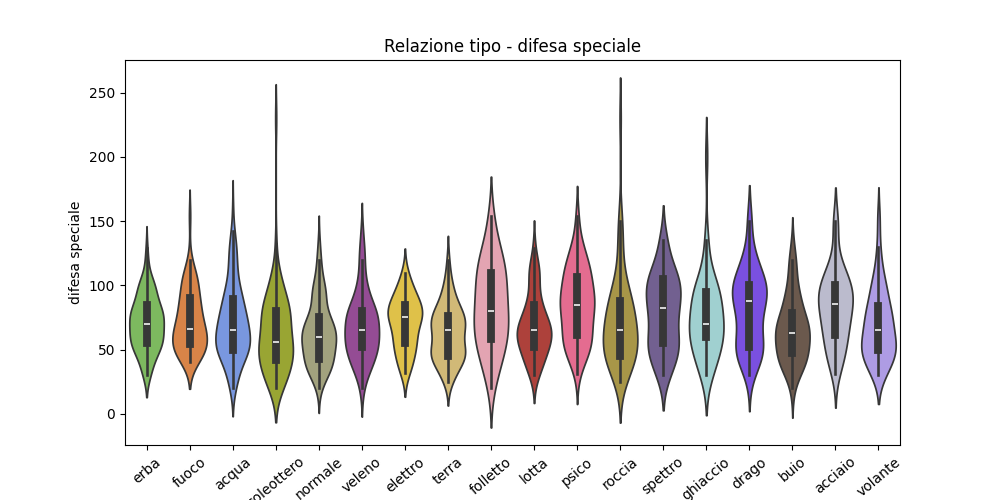 Relazione tipo - difesa speciale
difesa speciale
250
200
150
100
50
0
erba
fuoco
acqua
oleottero
normale
veleno
elettro
terra
folletto
lotta
psico
roccia
spettro
ghiaccio
drago
buio
acciaio
volante